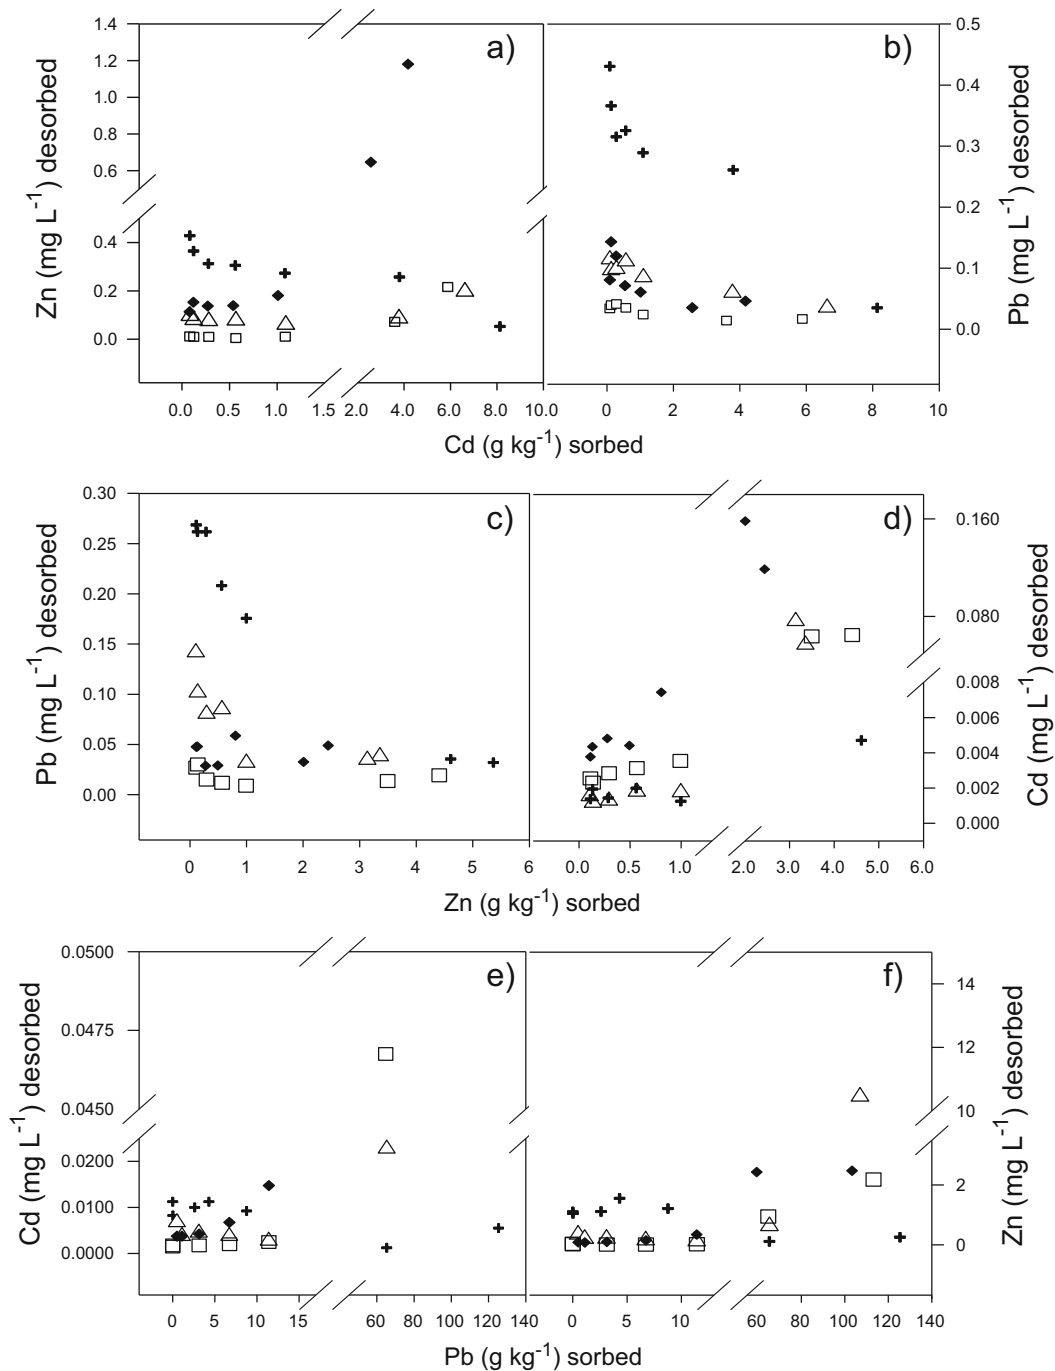 a)
1.4
1.2
1.0
0.8
0.6
0.4
0.2
0.0
Zn (mg L⁻¹) desorbed
0.0 0.5 1.0 1.5 2.0 4.0 6.0 8.0 10.0
b)
0.5
0.4
0.3
0.2
0.1
0.0
Pb (mg L⁻¹) desorbed
0 2 4 6 8 10
Cd (g kg⁻¹) sorbed
c)
0.30
0.25
0.20
0.15
0.10
0.05
0.00
Pb (mg L⁻¹) desorbed
0 1 2 3 4 5 6
d)
0.160
0.080
0.008
0.006
0.004
0.002
0.000
Cd (mg L⁻¹) desorbed
0.0 0.5 1.0 2.0 3.0 4.0 5.0 6.0
Zn (g kg⁻¹) sorbed
e)
0.0500
0.0475
0.0450
0.0200
0.0100
0.0000
Cd (mg L⁻¹) desorbed
0 5 10 15 60 80 100 120 140
f)
14
12
10
2
0
Zn (mg L⁻¹) desorbed
0 5 10 60 80 100 120 140
Pb (g kg⁻¹) sorbed